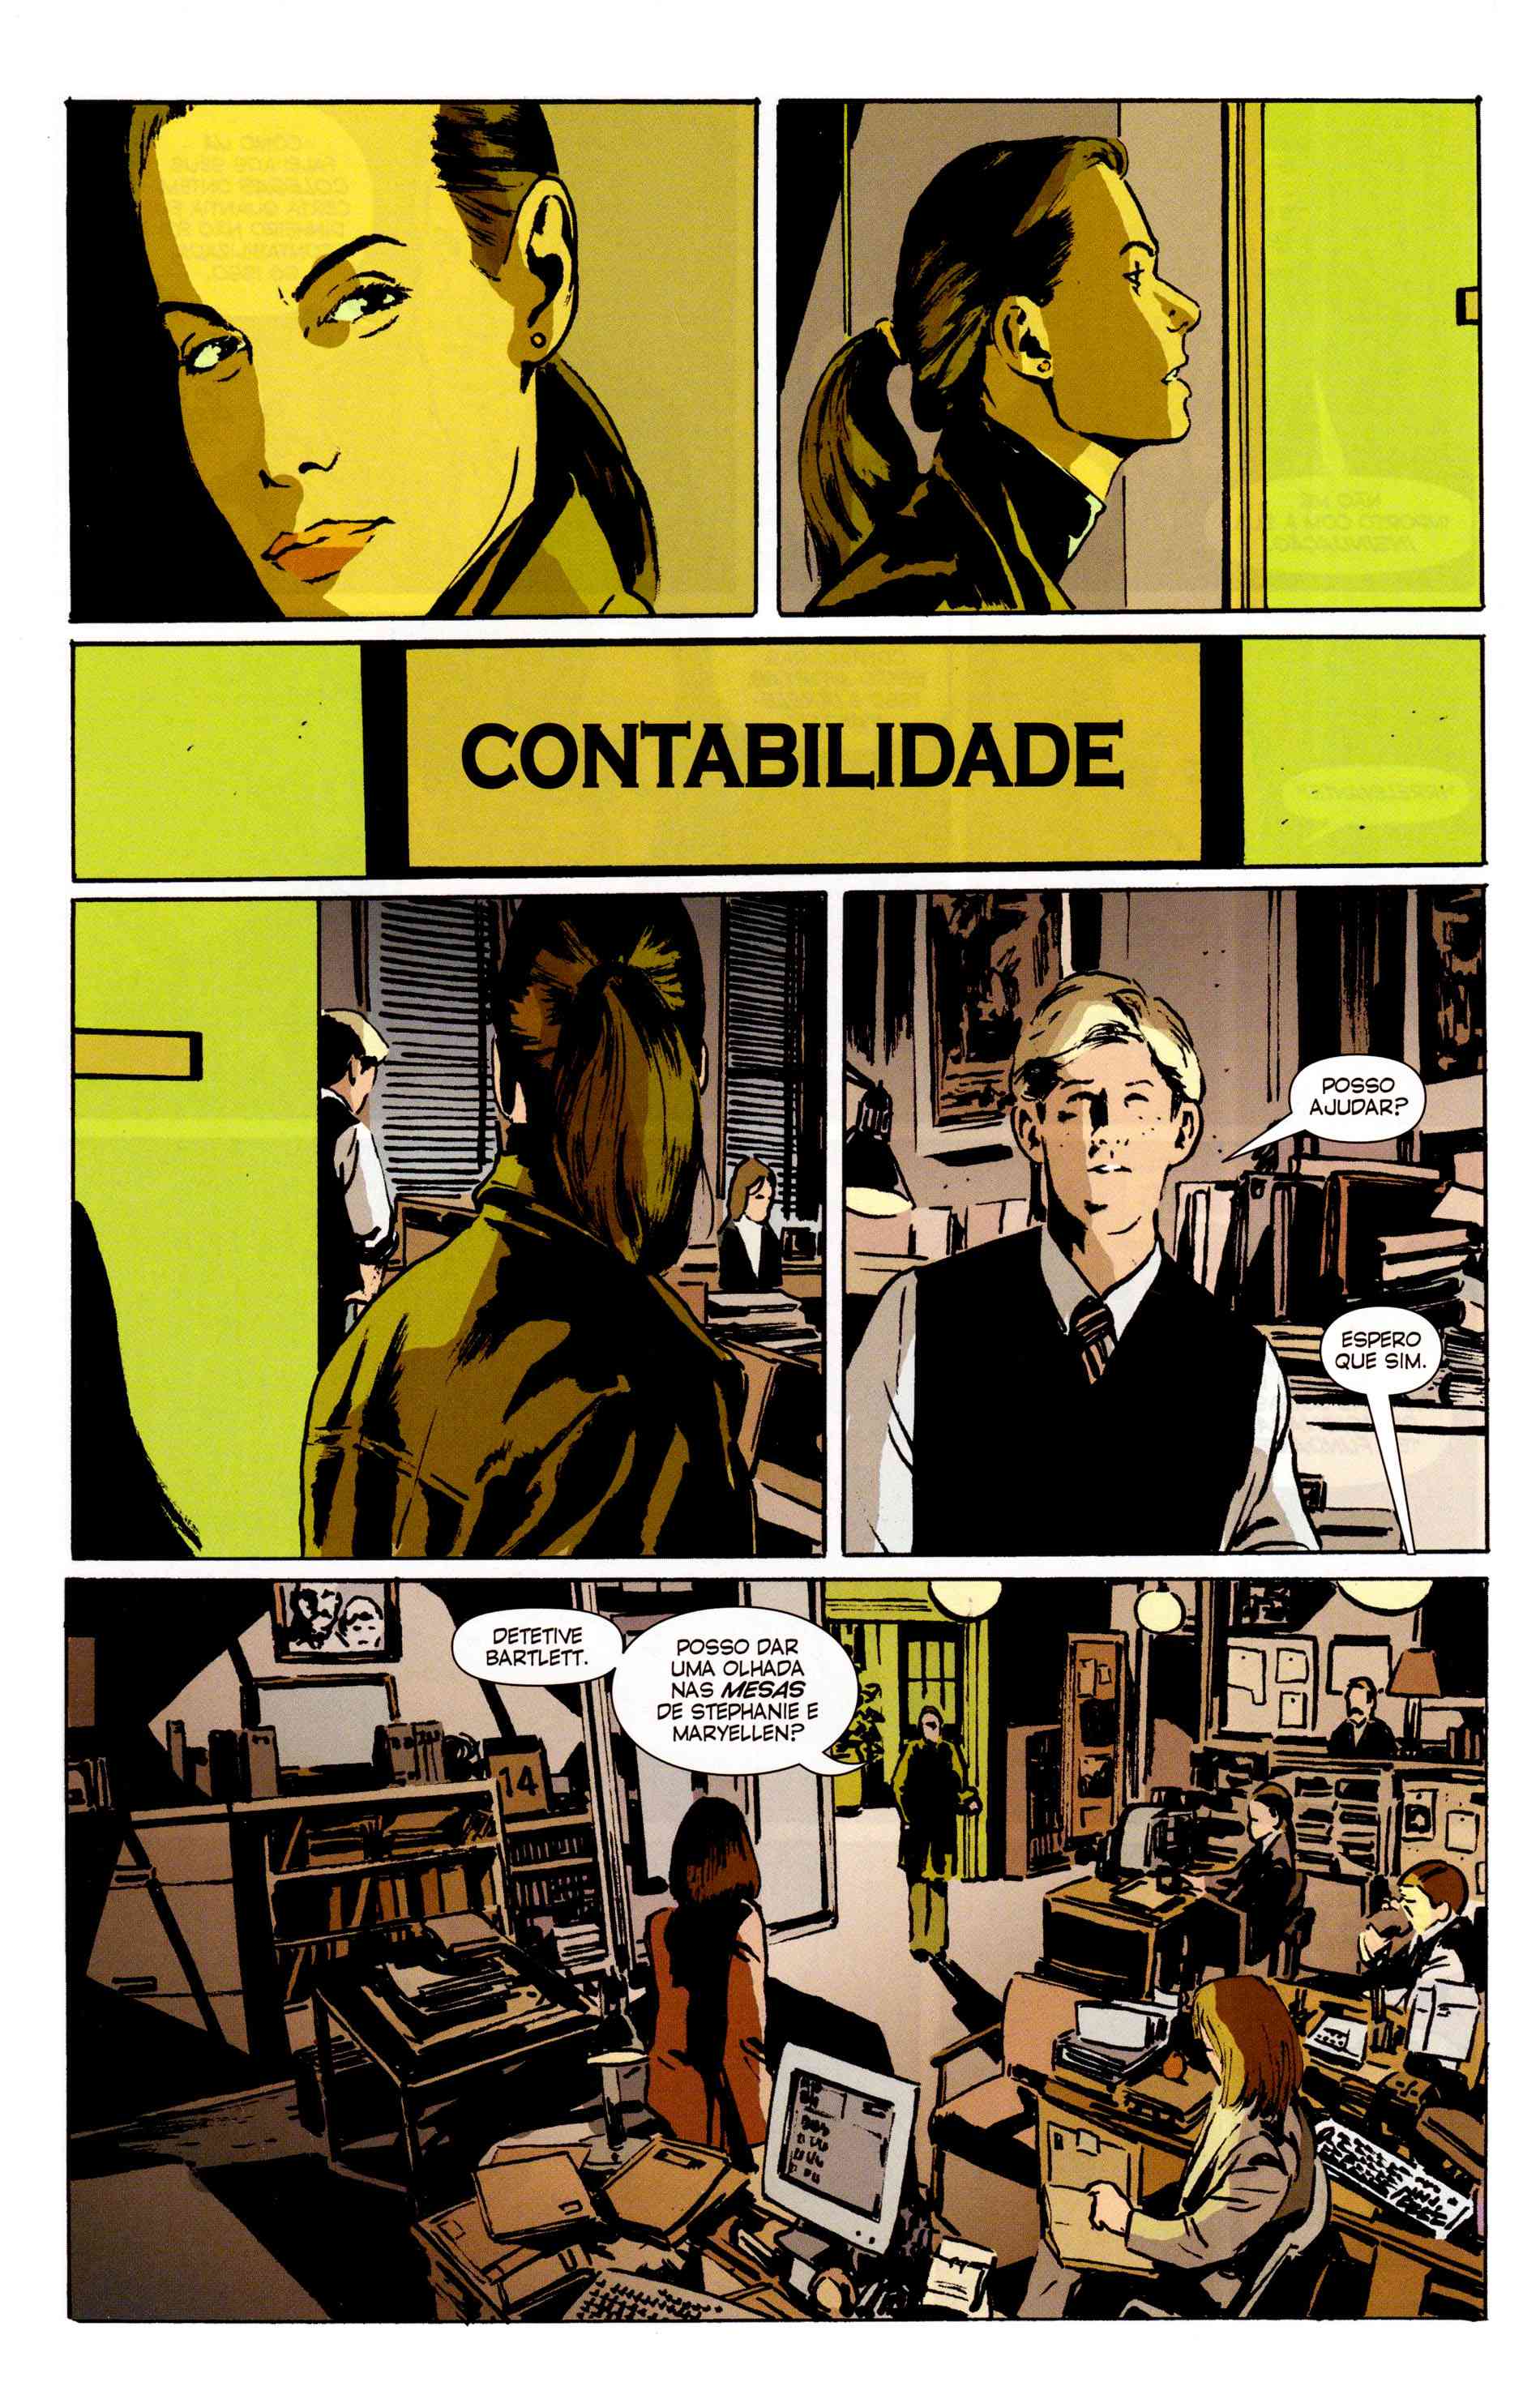 CONTABILIDADE
POSSO
AJUDAR?
ESPERO
QUE SIM.
DETETIVE
BARTLETT.
POSSO DAR
UMA OLHADA
NAS MESAS
DE STEPHANIE E
MARYELLEN?
14